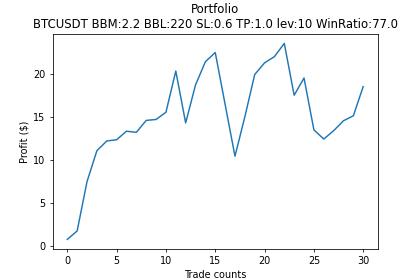 Portfolio
BTCUSDT BBM:2.2 BBL:220 SL:0.6 TP:1.0 lev:10 WinRatio:77.0
20
15
10
5
0
Profit ($)
0 5 10 15 20 25 30
Trade counts